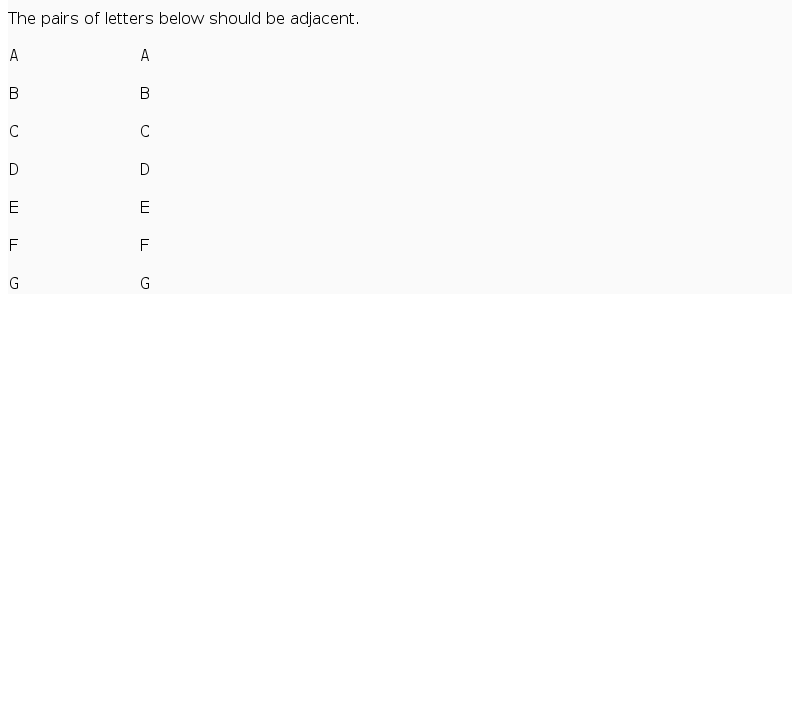 The pairs of letters below should be adjacent.
A A
B B
C C
D D
E E
F F
G G